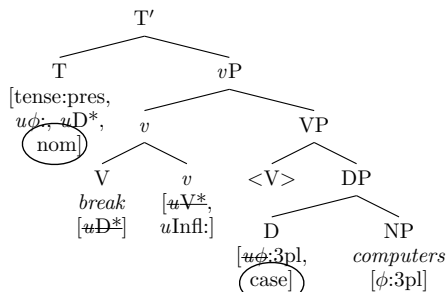 T′
T vP
[tense:pres,
uϕ:, uD*,
nom]
v VP
V v <V> DP
break [uV*, D NP
[uD*] uInfl:] [uϕ:3pl, computers
case] [ϕ:3pl]